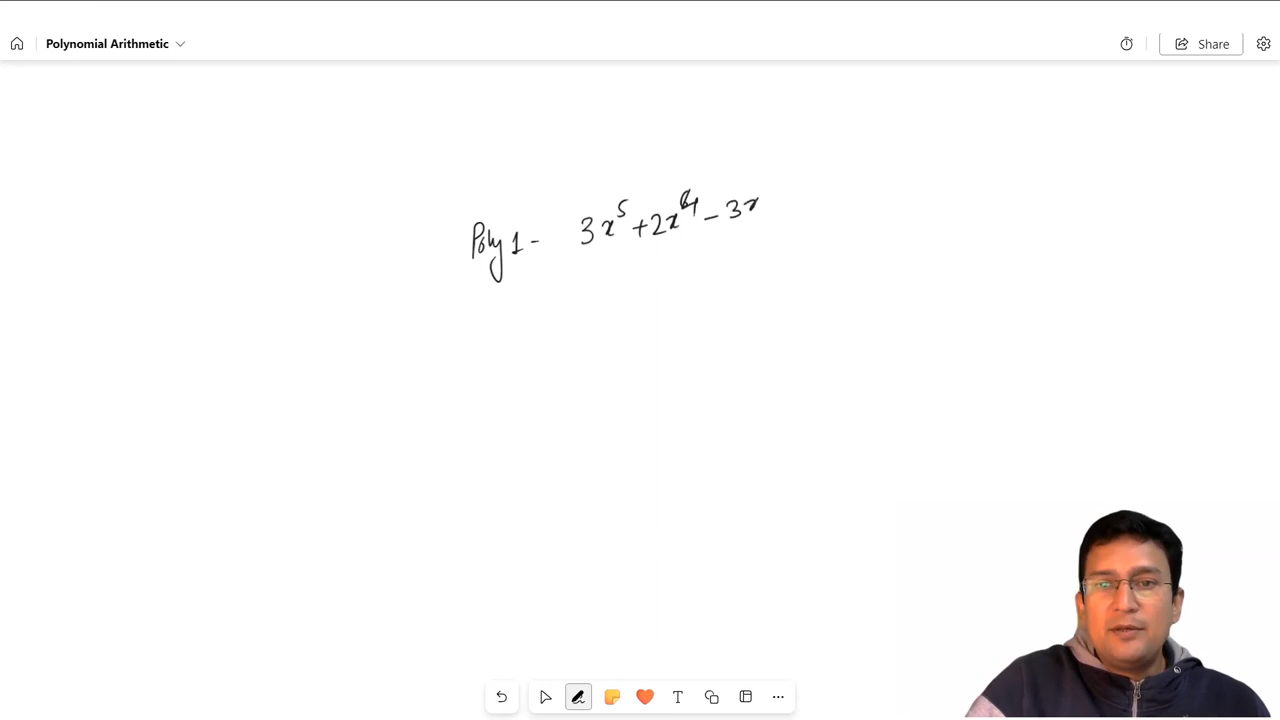 Polynomial Arithmetic
Share
Poly 1 - 3x⁵ + 2x⁴ - 3x
T